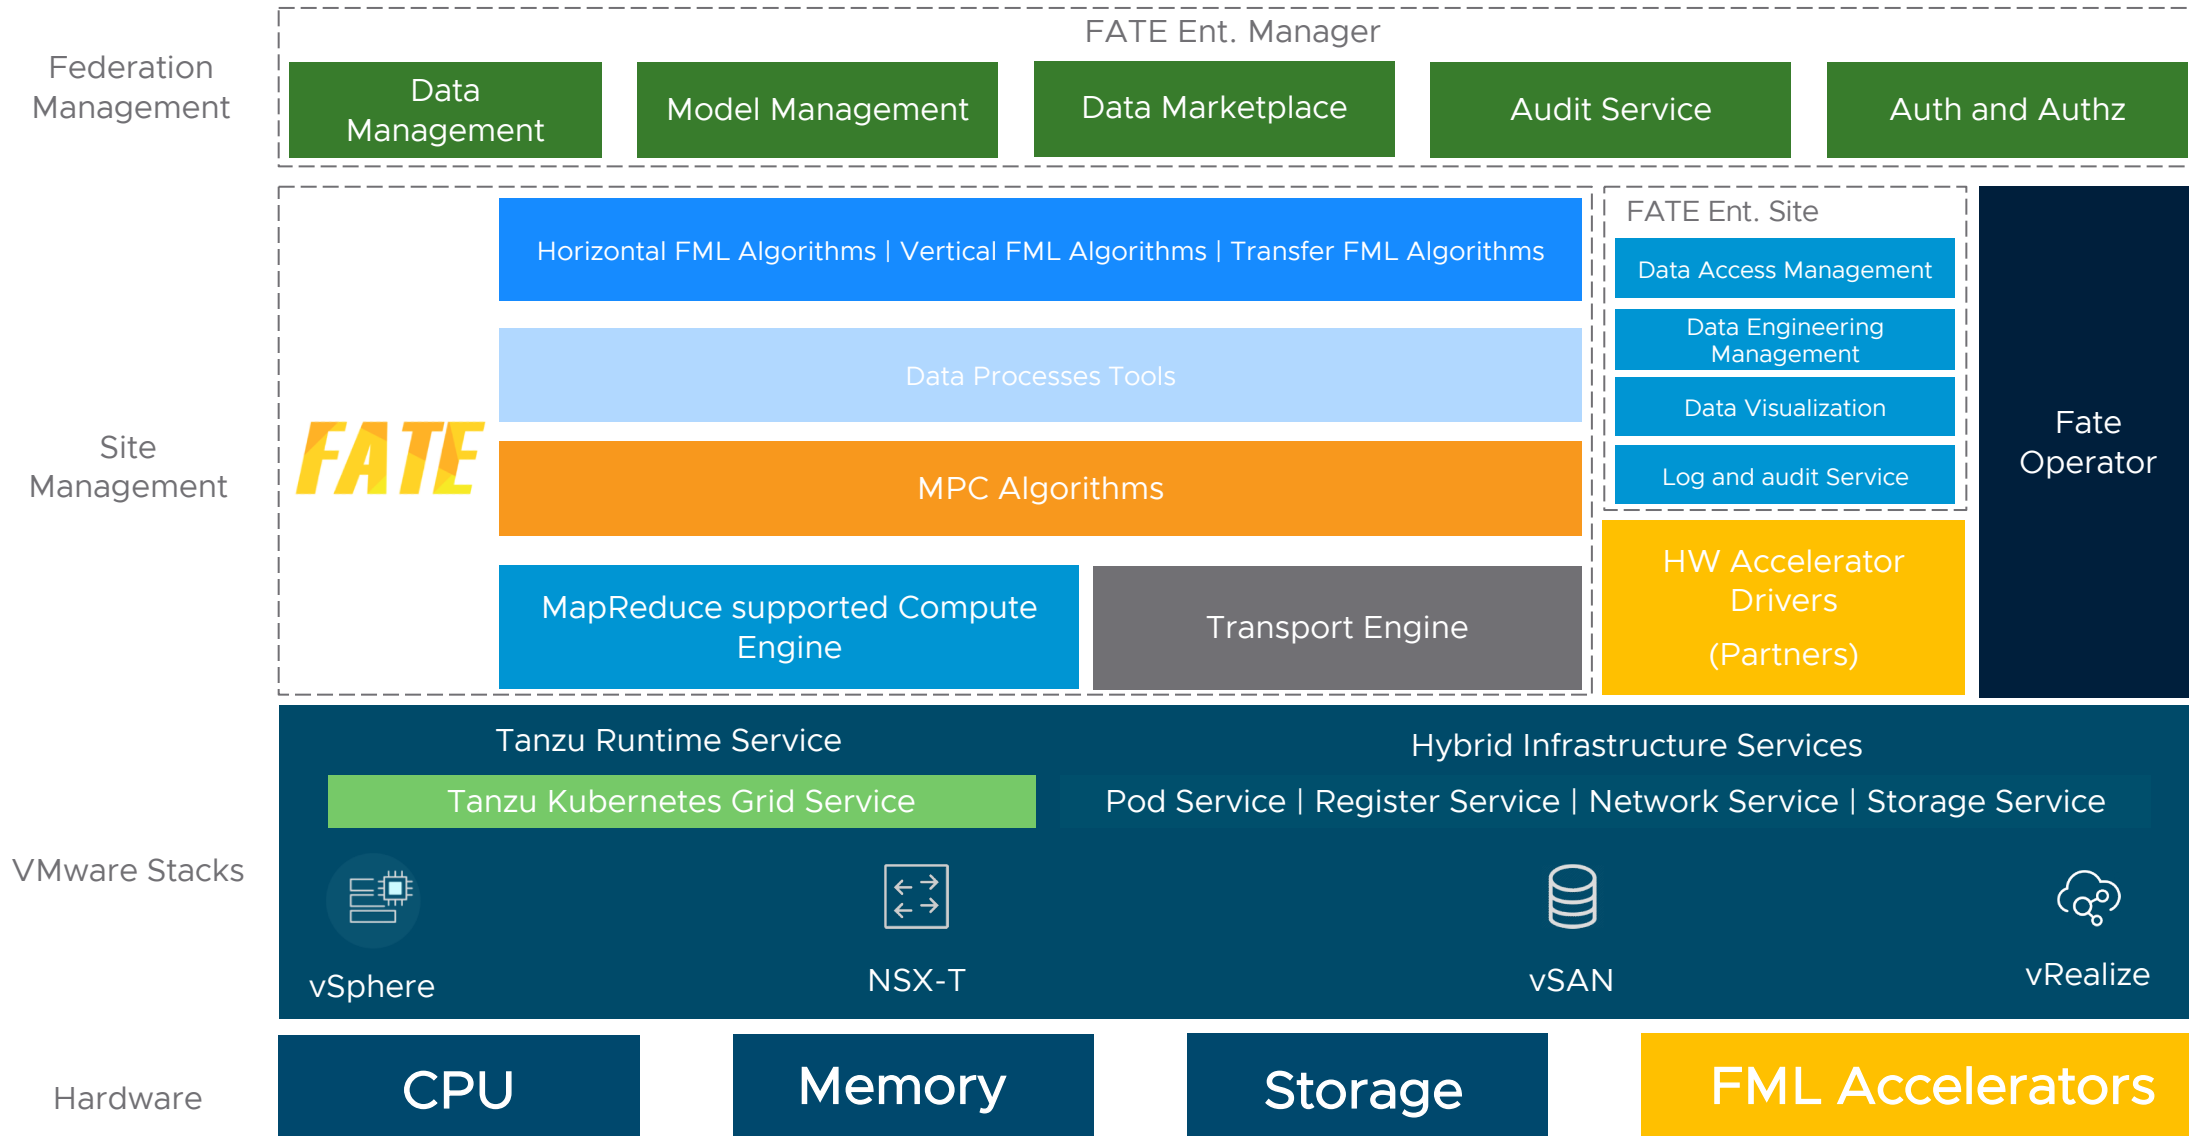 FATE Ent. Manager
Federation
Management
Data
Management
Model Management
Data Marketplace
Audit Service
Auth and Authz
Site
Management
FATE
Horizontal FML Algorithms | Vertical FML Algorithms | Transfer FML Algorithms
Data Processes Tools
MPC Algorithms
MapReduce supported Compute
Engine
Transport Engine
FATE Ent. Site
Data Access Management
Data Engineering
Management
Data Visualization
Log and audit Service
HW Accelerator
Drivers
(Partners)
Fate
Operator
VMware Stacks
Tanzu Runtime Service
Tanzu Kubernetes Grid Service
Hybrid Infrastructure Services
Pod Service | Register Service | Network Service | Storage Service
vSphere
NSX-T
vSAN
vRealize
Hardware
CPU
Memory
Storage
FML Accelerators